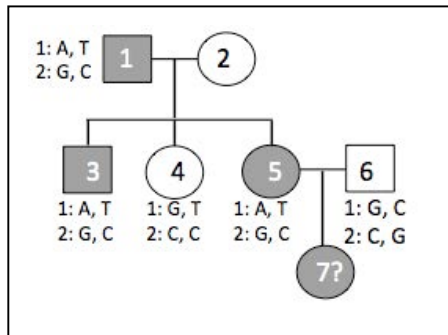 1: A, T
2: G, C
1
2
3
4
5
6
1: A, T
2: G, C
1: G, T
2: C, C
1: A, T
2: G, C
1: G, C
2: C, G
7?